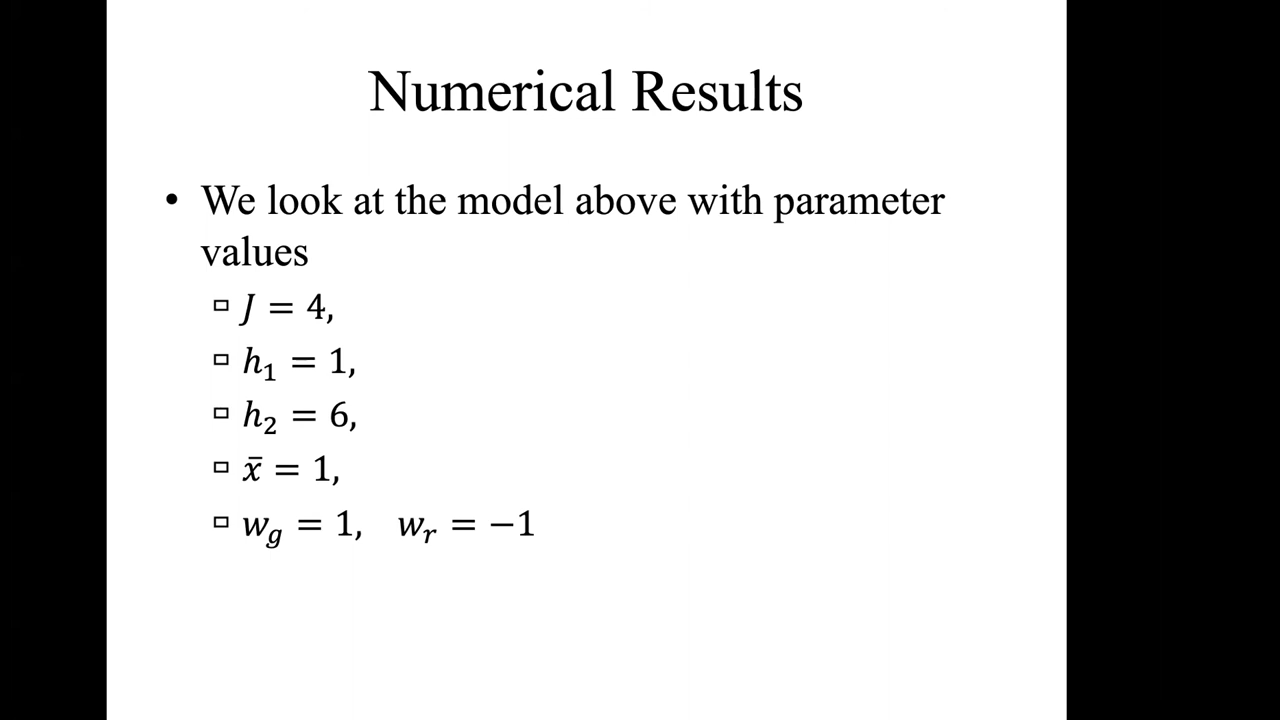 Numerical Results
• We look at the model above with parameter
values
▫ J = 4,
▫ h₁ = 1,
▫ h₂ = 6,
▫ x̄ = 1,
▫ w_g = 1, w_r = −1